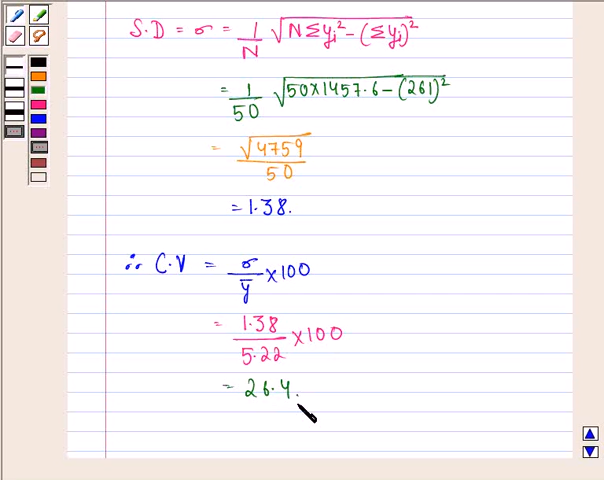 S.D = σ = 1/N √(NΣyᵢ² - (Σyᵢ)²)
= 1/50 √(50×1457.6 - (261)²)
= √4759 / 50
= 1.38.
∴ C.V = σ/ȳ ×100
= 1.38/5.22 ×100
= 26.4.